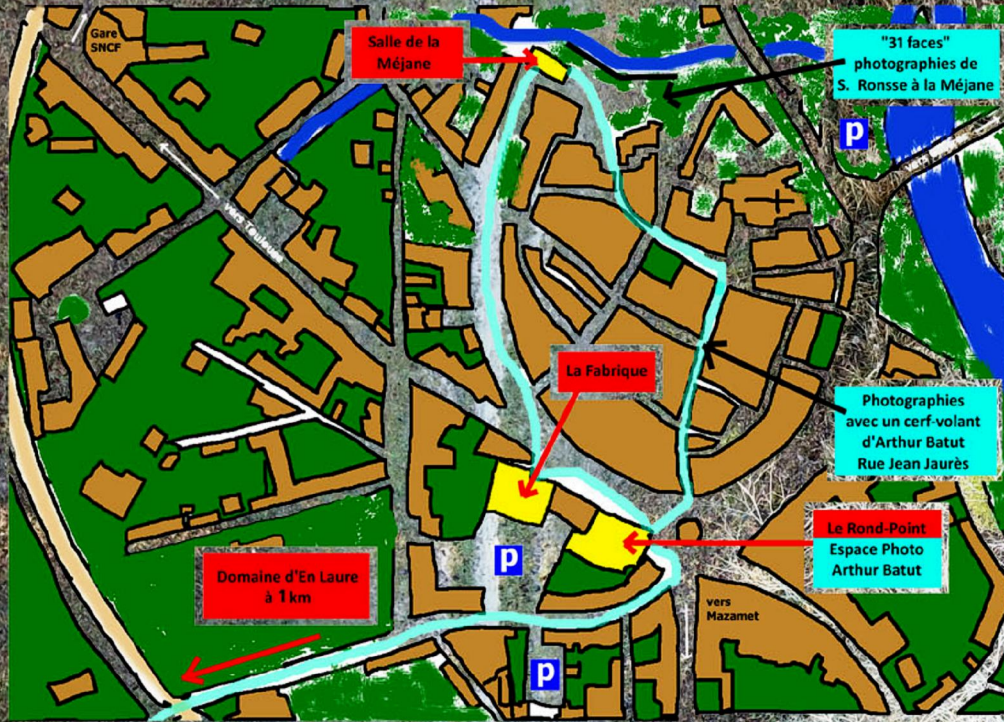 Gare
SNCF
Salle de la
Méjane
"31 faces"
photographies de
S. Ronsse à la Méjane
P
vers Toulouse
La Fabrique
Photographies
avec un cerf-volant
d'Arthur Batut
Rue Jean Jaurès
Le Rond-Point
Espace Photo
Arthur Batut
P
Domaine d'En Laure
à 1 km
vers
Mazamet
P